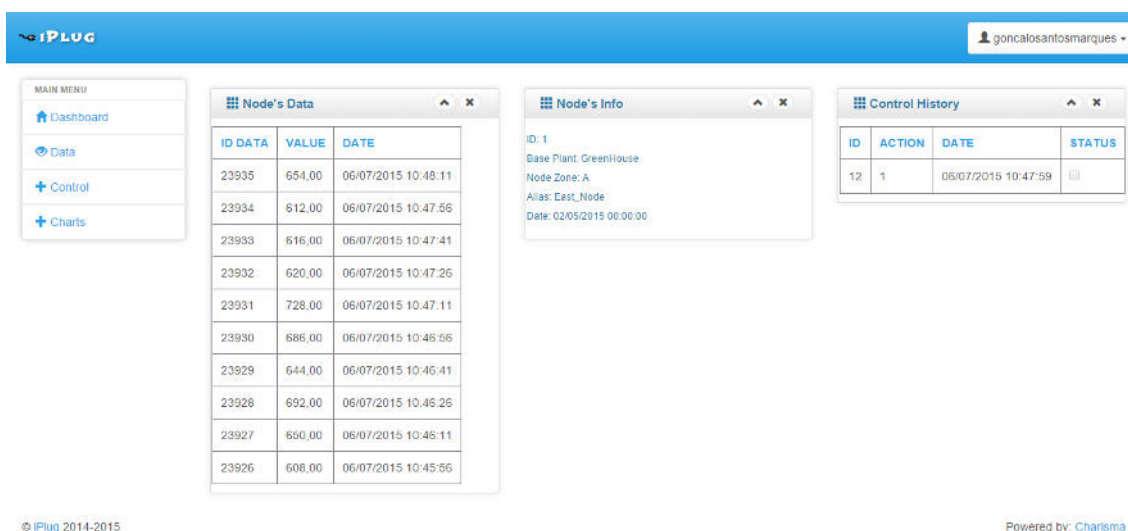 iPLUG
goncalosantosmarques
MAIN MENU
Dashboard
Data
Control
Charts
Node's Data
ID DATA VALUE DATE
23935 654,00 06/07/2015 10:48:11
23934 612,00 06/07/2015 10:47:56
23933 616,00 06/07/2015 10:47:41
23932 620,00 06/07/2015 10:47:26
23931 728,00 06/07/2015 10:47:11
23930 686,00 06/07/2015 10:46:56
23929 644,00 06/07/2015 10:46:41
23928 692,00 06/07/2015 10:46:26
23927 650,00 06/07/2015 10:46:11
23926 608,00 06/07/2015 10:45:56
Node's Info
ID: 1
Base Plant: GreenHouse
Node Zone: A
Alias: East_Node
Date: 02/05/2015 00:00:00
Control History
ID ACTION DATE STATUS
12 1 06/07/2015 10:47:59
© iPlug 2014-2015
Powered by: Charisma